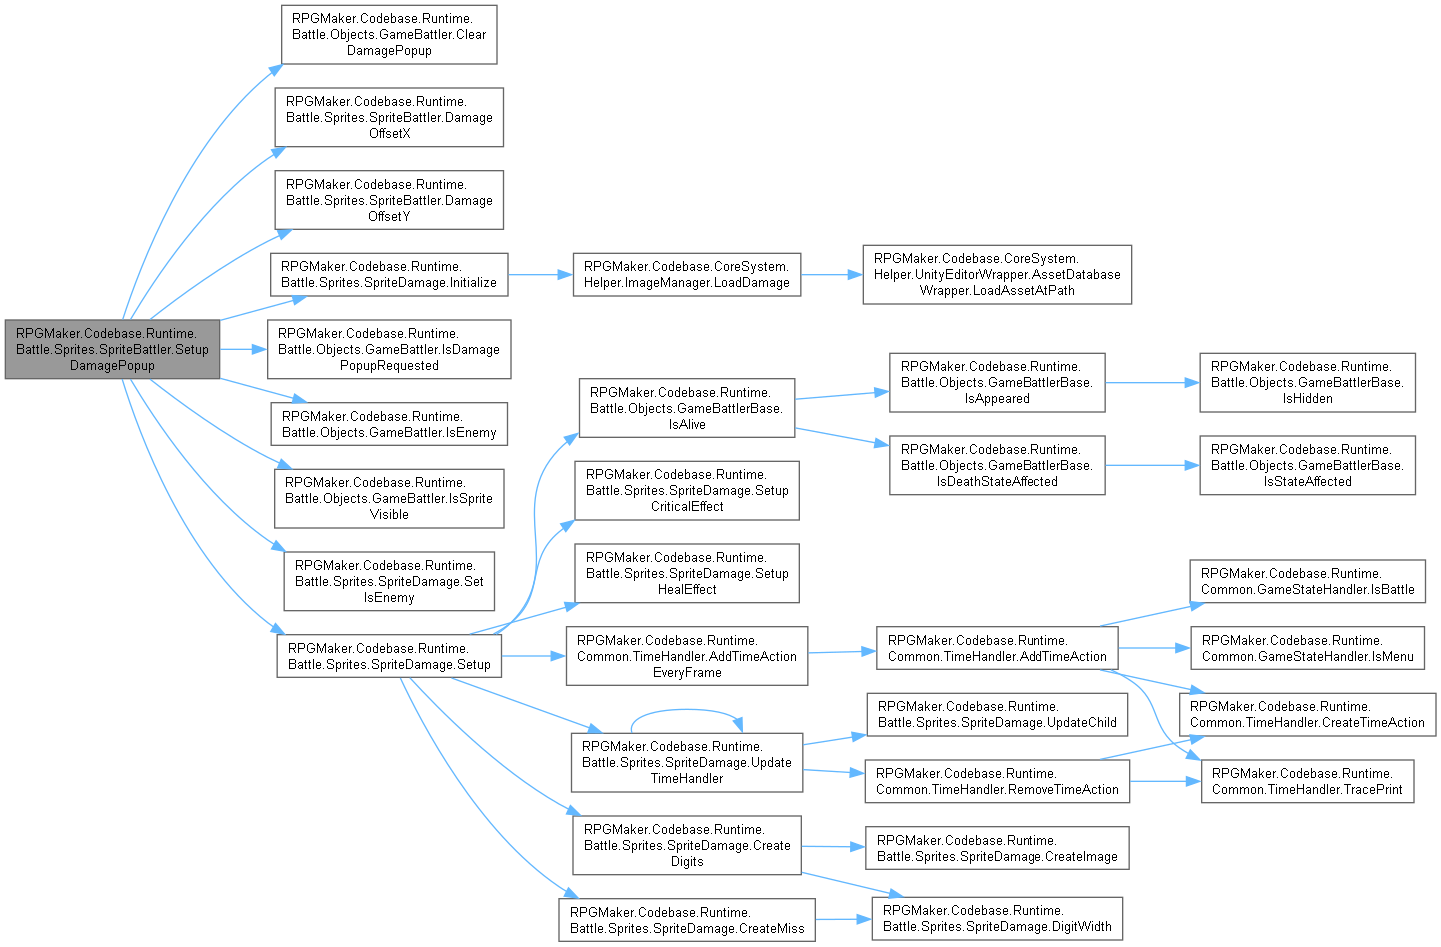 RPGMaker.Codebase.Runtime.
Battle.Sprites.SpriteBattler.Setup
DamagePopup
RPGMaker.Codebase.Runtime.
Battle.Objects.GameBattler.Clear
DamagePopup
RPGMaker.Codebase.Runtime.
Battle.Sprites.SpriteBattler.Damage
OffsetX
RPGMaker.Codebase.Runtime.
Battle.Sprites.SpriteBattler.Damage
OffsetY
RPGMaker.Codebase.Runtime.
Battle.Sprites.SpriteDamage.Initialize
RPGMaker.Codebase.Runtime.
Battle.Objects.GameBattler.IsDamage
PopupRequested
RPGMaker.Codebase.Runtime.
Battle.Objects.GameBattler.IsEnemy
RPGMaker.Codebase.Runtime.
Battle.Objects.GameBattler.IsSprite
Visible
RPGMaker.Codebase.Runtime.
Battle.Sprites.SpriteDamage.Set
IsEnemy
RPGMaker.Codebase.Runtime.
Battle.Sprites.SpriteDamage.Setup
RPGMaker.Codebase.CoreSystem.
Helper.ImageManager.LoadDamage
RPGMaker.Codebase.CoreSystem.
Helper.UnityEditorWrapper.AssetDatabase
Wrapper.LoadAssetAtPath
RPGMaker.Codebase.Runtime.
Battle.Objects.GameBattlerBase.
IsAlive
RPGMaker.Codebase.Runtime.
Battle.Sprites.SpriteDamage.Setup
CriticalEffect
RPGMaker.Codebase.Runtime.
Battle.Sprites.SpriteDamage.Setup
HealEffect
RPGMaker.Codebase.Runtime.
Common.TimeHandler.AddTimeAction
EveryFrame
RPGMaker.Codebase.Runtime.
Battle.Sprites.SpriteDamage.Update
TimeHandler
RPGMaker.Codebase.Runtime.
Battle.Sprites.SpriteDamage.Create
Digits
RPGMaker.Codebase.Runtime.
Battle.Sprites.SpriteDamage.CreateMiss
RPGMaker.Codebase.Runtime.
Battle.Objects.GameBattlerBase.
IsAppeared
RPGMaker.Codebase.Runtime.
Battle.Objects.GameBattlerBase.
IsDeathStateAffected
RPGMaker.Codebase.Runtime.
Common.TimeHandler.AddTimeAction
RPGMaker.Codebase.Runtime.
Battle.Sprites.SpriteDamage.UpdateChild
RPGMaker.Codebase.Runtime.
Common.TimeHandler.RemoveTimeAction
RPGMaker.Codebase.Runtime.
Battle.Sprites.SpriteDamage.CreateImage
RPGMaker.Codebase.Runtime.
Battle.Sprites.SpriteDamage.DigitWidth
RPGMaker.Codebase.Runtime.
Battle.Objects.GameBattlerBase.
IsHidden
RPGMaker.Codebase.Runtime.
Battle.Objects.GameBattlerBase.
IsStateAffected
RPGMaker.Codebase.Runtime.
Common.GameStateHandler.IsBattle
RPGMaker.Codebase.Runtime.
Common.GameStateHandler.IsMenu
RPGMaker.Codebase.Runtime.
Common.TimeHandler.CreateTimeAction
RPGMaker.Codebase.Runtime.
Common.TimeHandler.TracePrint